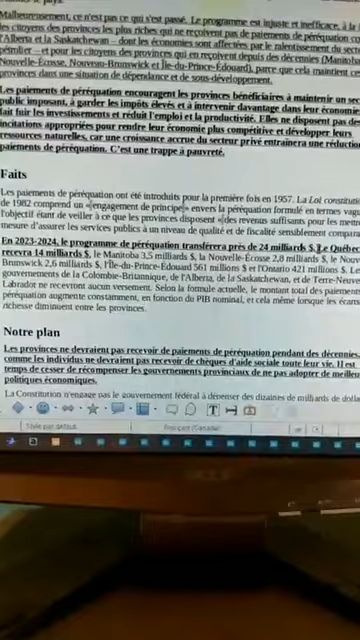 Malheureusement, ce n'est pas ce qui s'est passé. Le programme est injuste et inefficace, à la
les citoyens des provinces les plus riches qui ne reçoivent pas de paiements de péréquation co
l'Alberta et la Saskatchewan – dont les économies sont affectées par le ralentissement du sect
pétrolier – et pour les citoyens des provinces qui en reçoivent depuis des décennies (Manitoba
Nouvelle-Écosse, Nouveau-Brunswick et Île-du-Prince-Édouard), parce que cela maintient ce
provinces dans une situation de dépendance et de sous-développement.
Les paiements de péréquation encouragent les provinces bénéficiaires à maintenir un sec
public imposant, à garder les impôts élevés et à intervenir davantage dans leur économie
fait fuir les investissements et réduit l'emploi et la productivité. Elles ne disposent pas des
incitations appropriées pour rendre leur économie plus compétitive et développer leurs
ressources naturelles, car une croissance accrue du secteur privé entraînera une réduction
paiements de péréquation. C'est une trappe à pauvreté.
Faits
Les paiements de péréquation ont été introduits pour la première fois en 1957. La Loi constituti
de 1982 comprend un «engagement de principe» envers la péréquation formulé en termes vagu
l'objectif étant de veiller à ce que les provinces disposent «des revenus suffisants pour les mettr
mesure d'assurer les services publics à un niveau de qualité et de fiscalité sensiblement compara
En 2023-2024, le programme de péréquation transférera près de 24 milliards $. Le Québec
recevra 14 milliards $, le Manitoba 3,5 milliards $, la Nouvelle-Écosse 2,8 milliards $, le Nouv
Brunswick 2,6 milliards $, l'Île-du-Prince-Édouard 561 millions $ et l'Ontario 421 millions $. Les
gouvernements de la Colombie-Britannique, de l'Alberta, de la Saskatchewan, et de Terre-Neuve
Labrador ne recevront aucun versement. Selon la formule actuelle, le montant total des paiement
péréquation augmente constamment, en fonction du PIB nominal, et cela même lorsque les écarts
richesse diminuent entre les provinces.
Notre plan
Les provinces ne devraient pas recevoir de paiements de péréquation pendant des décennies,
comme les individus ne devraient pas recevoir de chèques d'aide sociale toute leur vie. Il est
temps de cesser de récompenser les gouvernements provinciaux de ne pas adopter de meilleu
politiques économiques.
La Constitution n'engage pas le gouvernement fédéral à dépenser des dizaines de milliards de dolla
Style par défaut
Français (Canada)